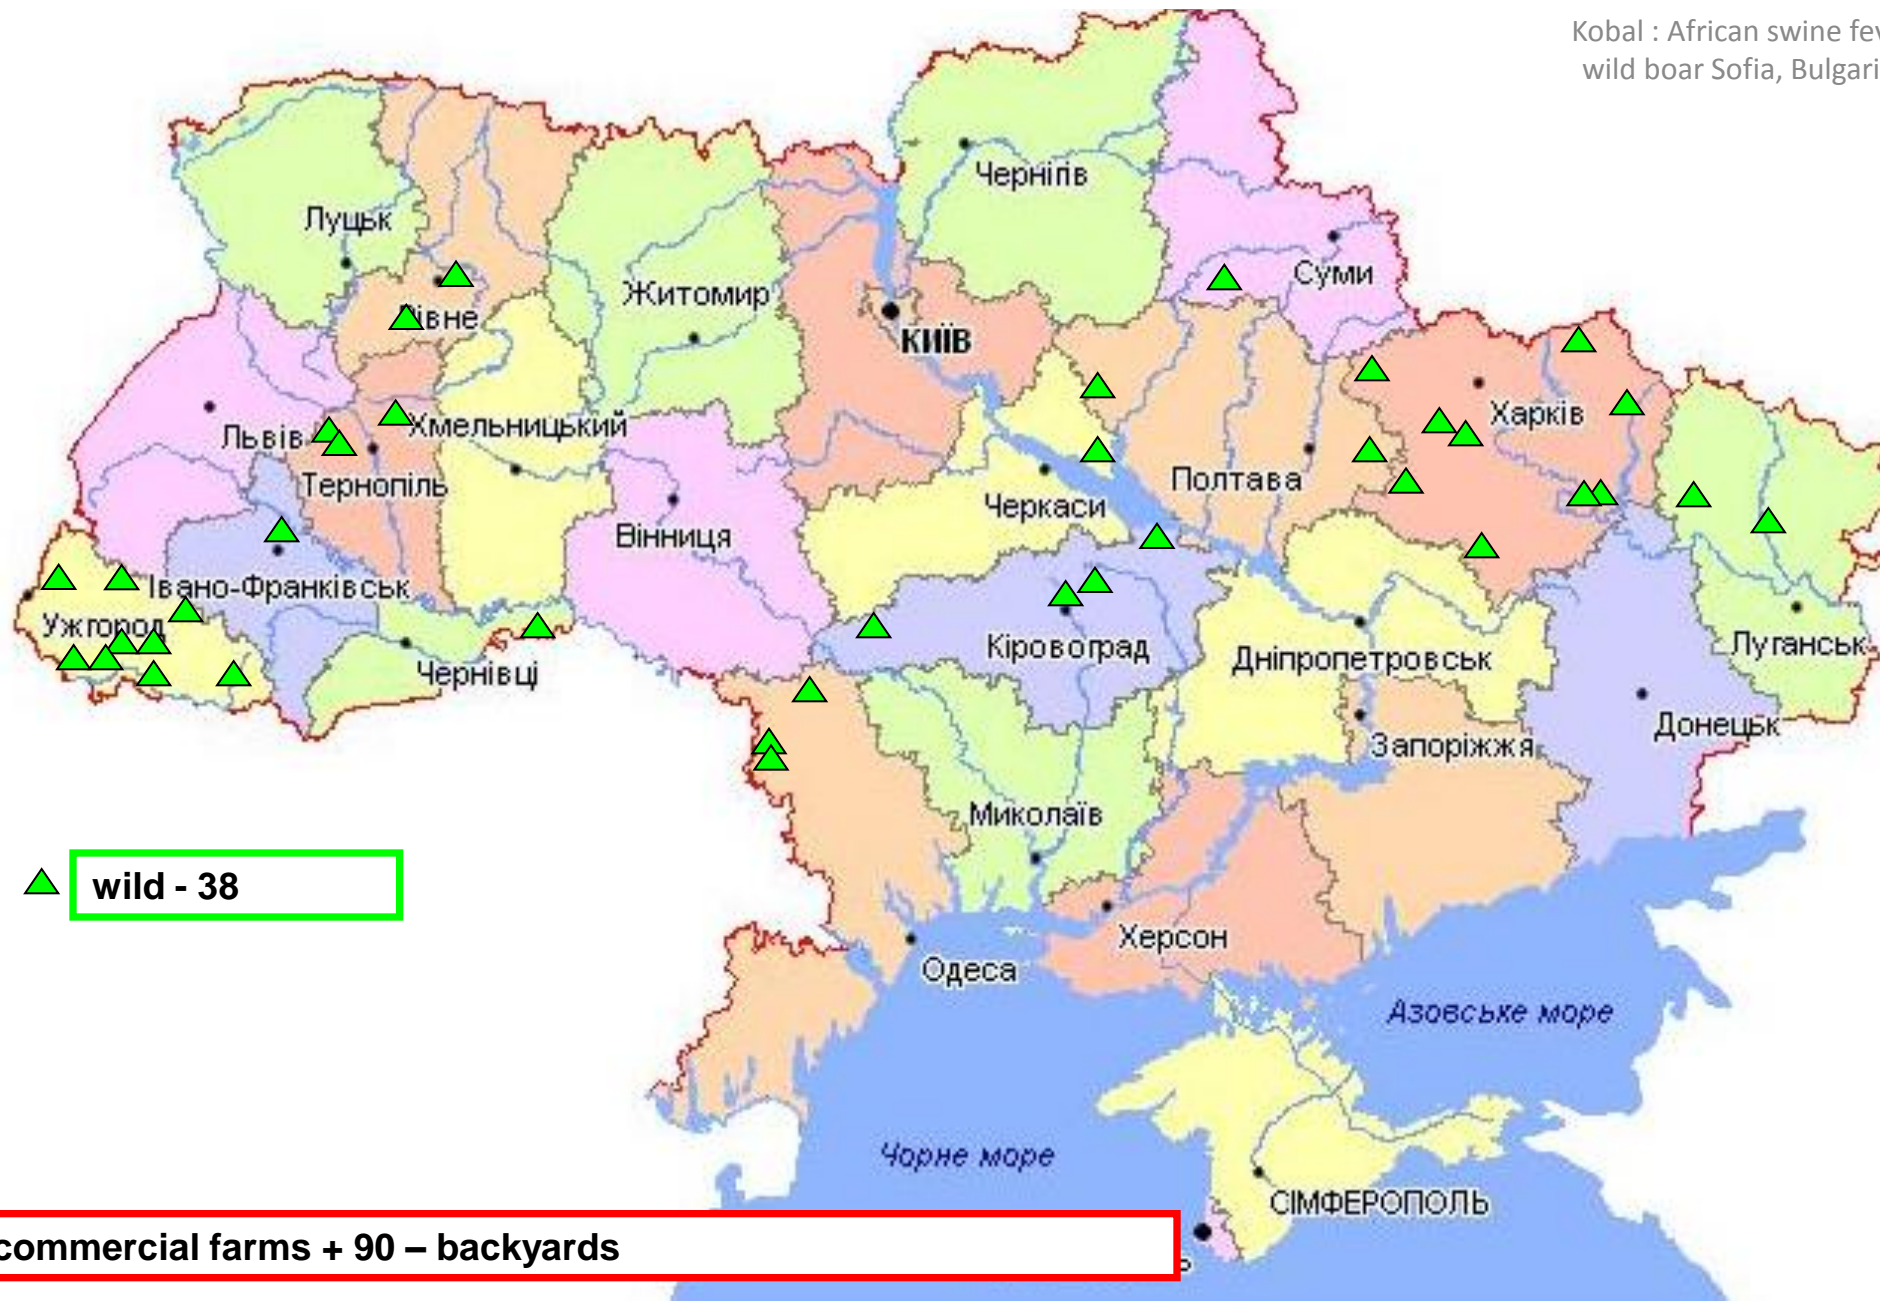 Kobal : African swine fev
wild boar Sofia, Bulgari
Чернігів
Луцьк
Суми
Житомир
івне
КИЇВ
Харків
Хмельницький
Львів
Полтава
Тернопіль
Черкаси
Вінниця
Івано-Франківськ
Ужгород
Кіровоград
Луганськ
Дніпропетровськ
Чернівці
Донецьк
Запоріжжя
Миколаїв
wild - 38
Херсон
Одеса
Азовське море
Чорне море
СІМФЕРОПОЛЬ
commercial farms + 90 – backyards